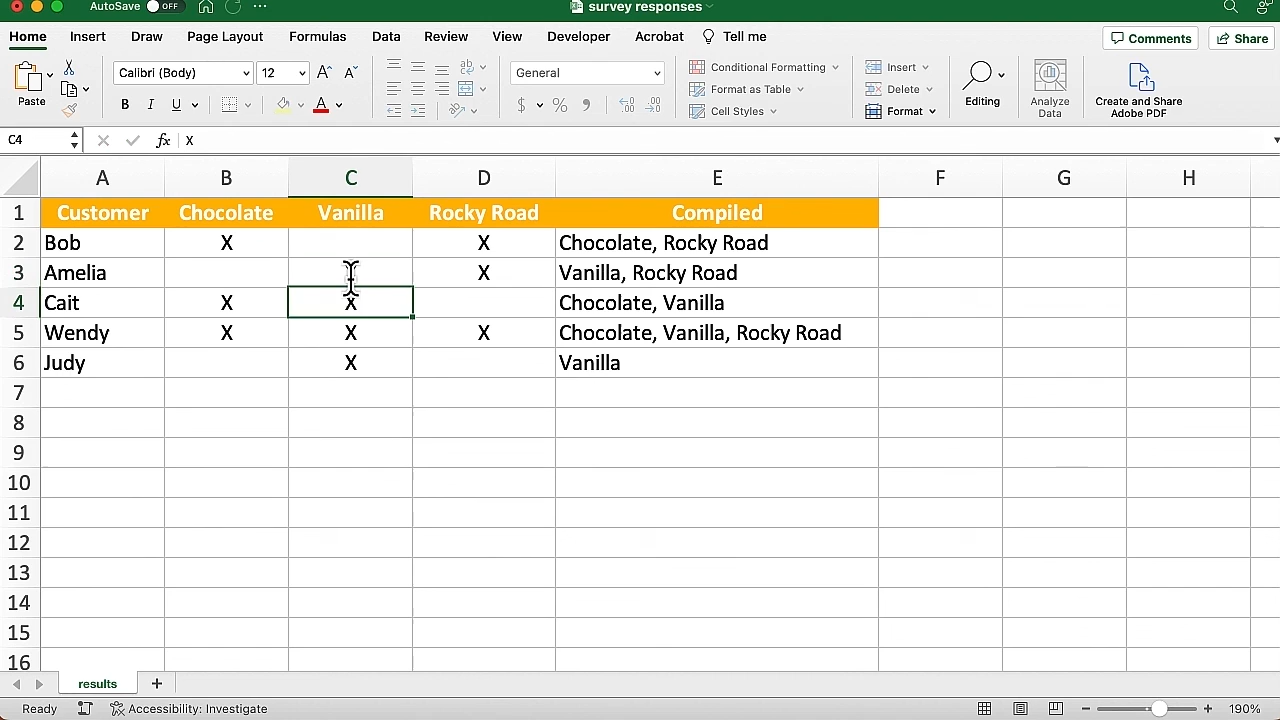 AutoSave OFF ... survey responses
Home Insert Draw Page Layout Formulas Data Review View Developer Acrobat Tell me Comments Share
Paste Calibri (Body) 12 A A ab General Conditional Formatting Insert
B I U A $ % Format as Table Delete
Cell Styles Format
Editing Analyze Data Create and Share Adobe PDF
C4 fx X
A B C D E F G H
1 Customer Chocolate Vanilla Rocky Road Compiled
2 Bob X X Chocolate, Rocky Road
3 Amelia X Vanilla, Rocky Road
4 Cait X X Chocolate, Vanilla
5 Wendy X X X Chocolate, Vanilla, Rocky Road
6 Judy X Vanilla
7
8
9
10
11
12
13
14
15
16
results +
Ready Accessibility: Investigate 190%